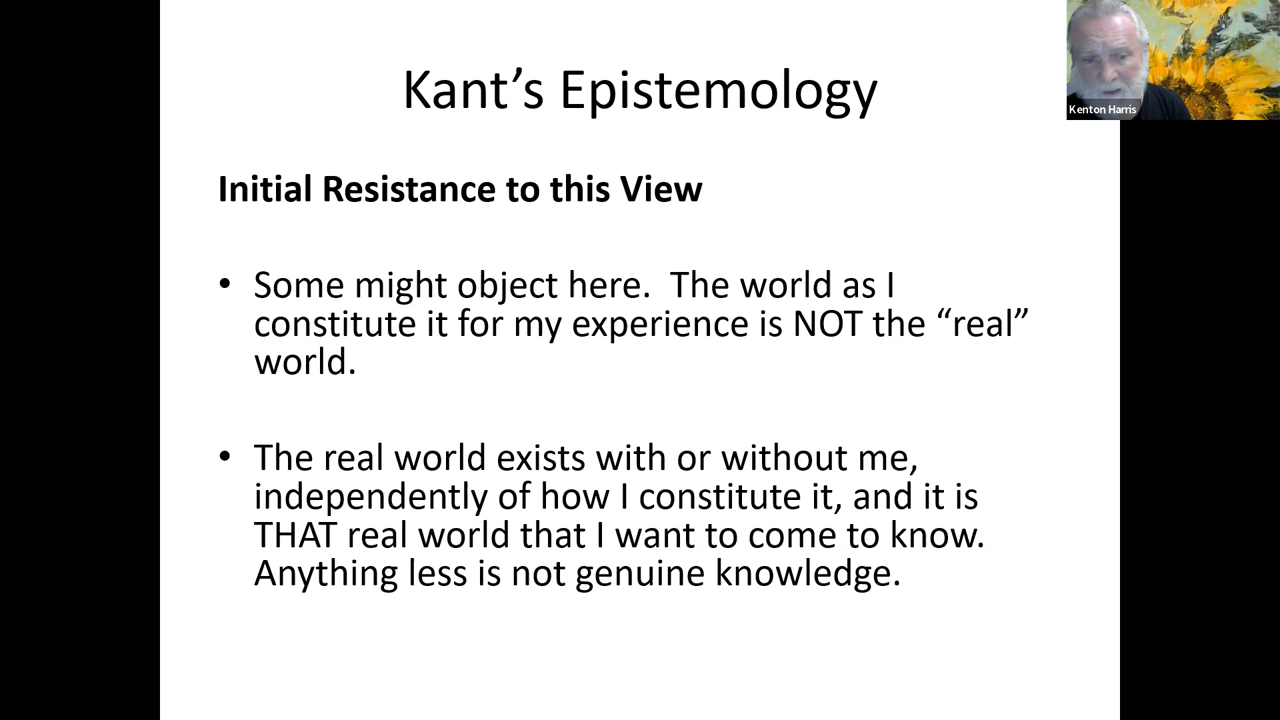 Kant’s Epistemology
Kenton Harris
Initial Resistance to this View
• Some might object here.  The world as I
constitute it for my experience is NOT the “real”
world.
• The real world exists with or without me,
independently of how I constitute it, and it is
THAT real world that I want to come to know.
Anything less is not genuine knowledge.